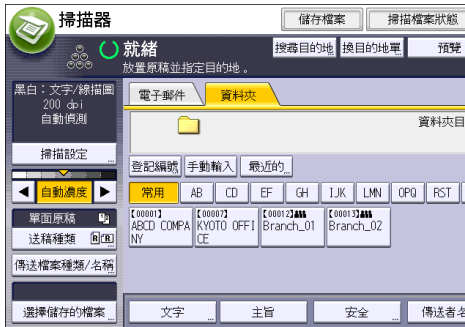 掃描器
儲存檔案
掃描檔案狀態
就緒
放置原稿並指定目的地。
搜尋目的地
換目的地單
預覽
黑白：文字/線描圖
200 dpi
自動偵測
掃描設定
自動濃度
單面原稿
送稿種類
傳送檔案種類/名稱
選擇儲存的檔案
電子郵件
資料夾
資料夾目
登記編號
手動輸入
最近的
常用 AB CD EF GH IJK LMN OPQ RST
【00001】
ABCD COMPA
NY
【00007】
KYOTO OFFI
CE
【00012】
Branch_01
【00013】
Branch_02
文字
主旨
安全
傳送者名